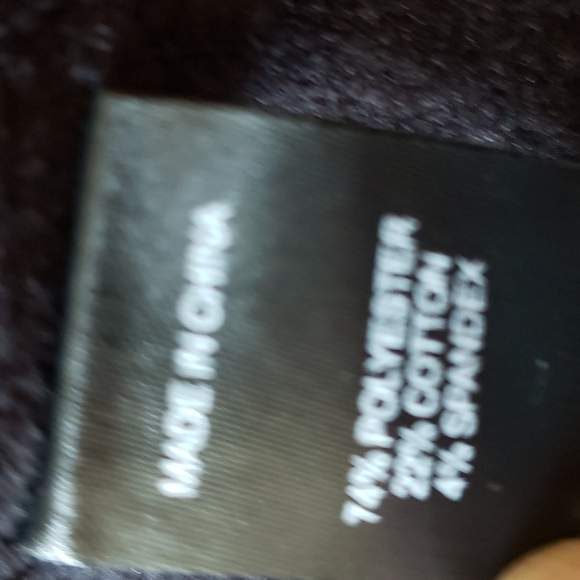 MADE IN CHINA
74% POLYESTER
22% COTTON
4% SPANDEX